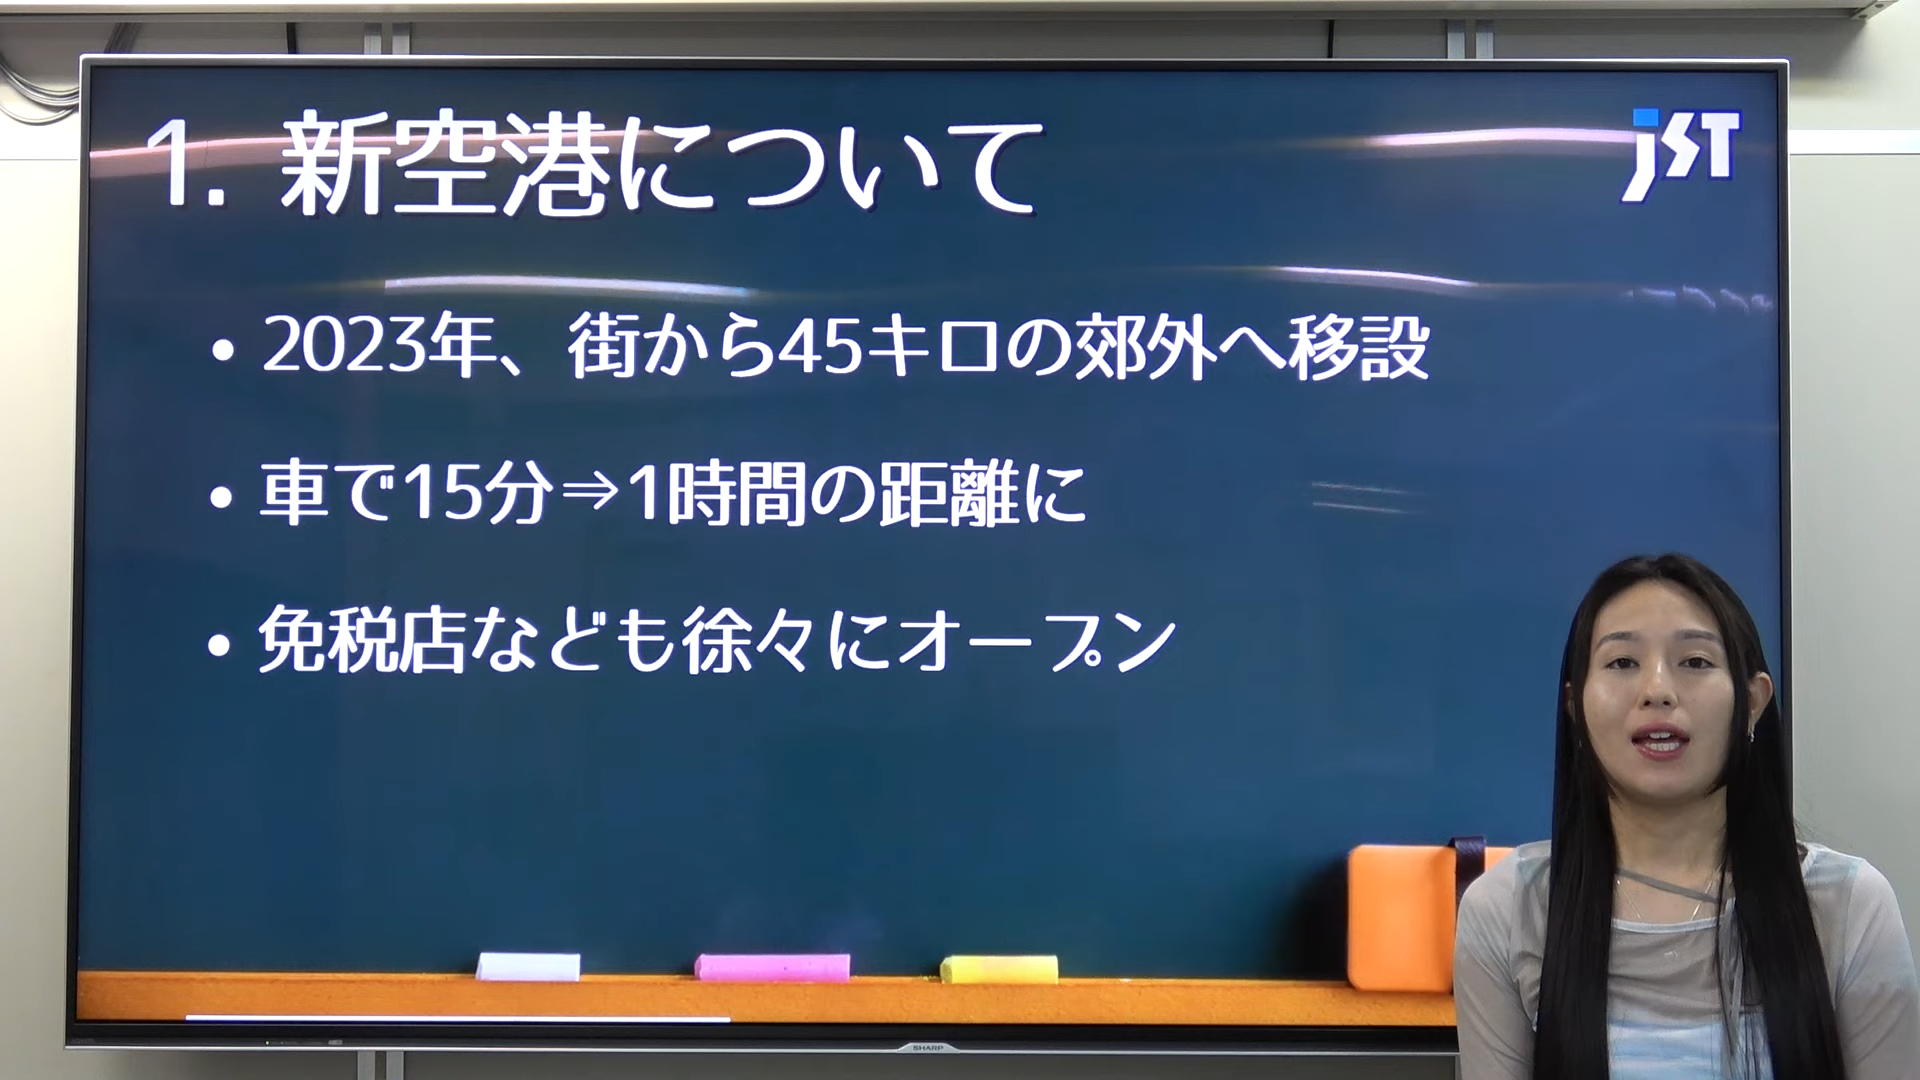 1. 新空港について
jST
• 2023年、街から45キロの郊外へ移設
• 車で15分⇒1時間の距離に
• 免税店なども徐々にオープン
SHARP